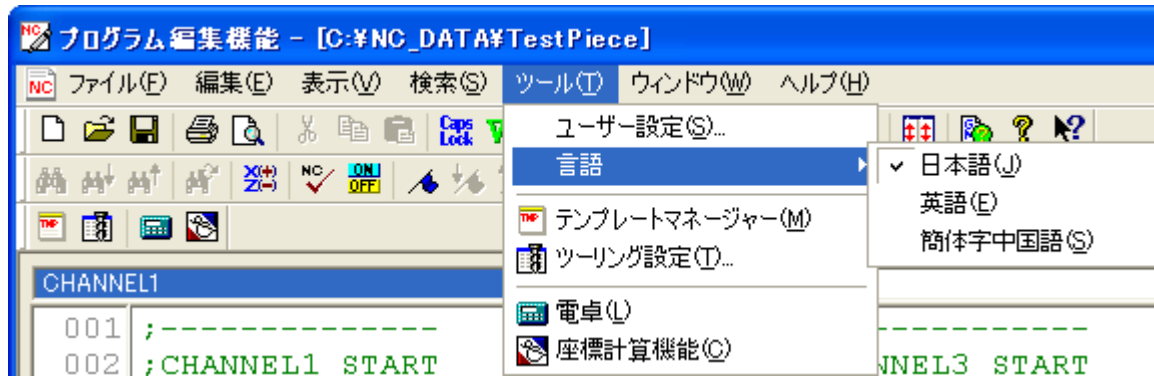 プログラム編集機能 - [C:¥NC_DATA¥TestPiece]
NC ファイル(F) 編集(E) 表示(V) 検索(S) ツール(T) ウィンドウ(W) ヘルプ(H)
Caps Lock
ユーザー設定(S)...
言語
日本語(J)
英語(E)
簡体字中国語(S)
X(+) Z(-) NC ON OFF
TMP テンプレートマネージャー(M)
ツーリング設定(T)...
電卓(L)
座標計算機能(C)
TMP
CHANNEL1
001 ;--------------
002 ;CHANNEL1 START
-----------
NNEL3 START